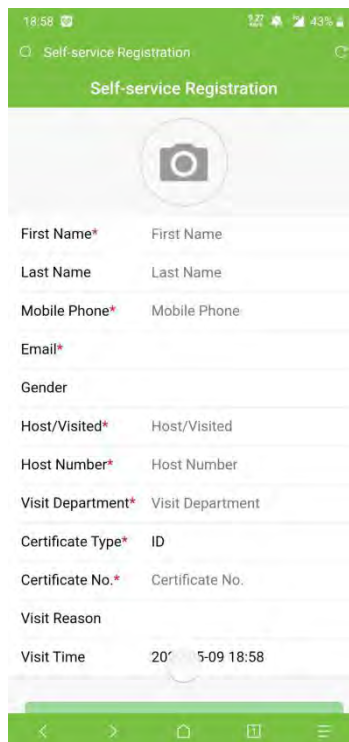 18:58 43%
Self-service Registration
Self-service Registration
First Name* First Name
Last Name Last Name
Mobile Phone* Mobile Phone
Email*
Gender
Host/Visited* Host/Visited
Host Number* Host Number
Visit Department* Visit Department
Certificate Type* ID
Certificate No.* Certificate No.
Visit Reason
Visit Time 18:58
1